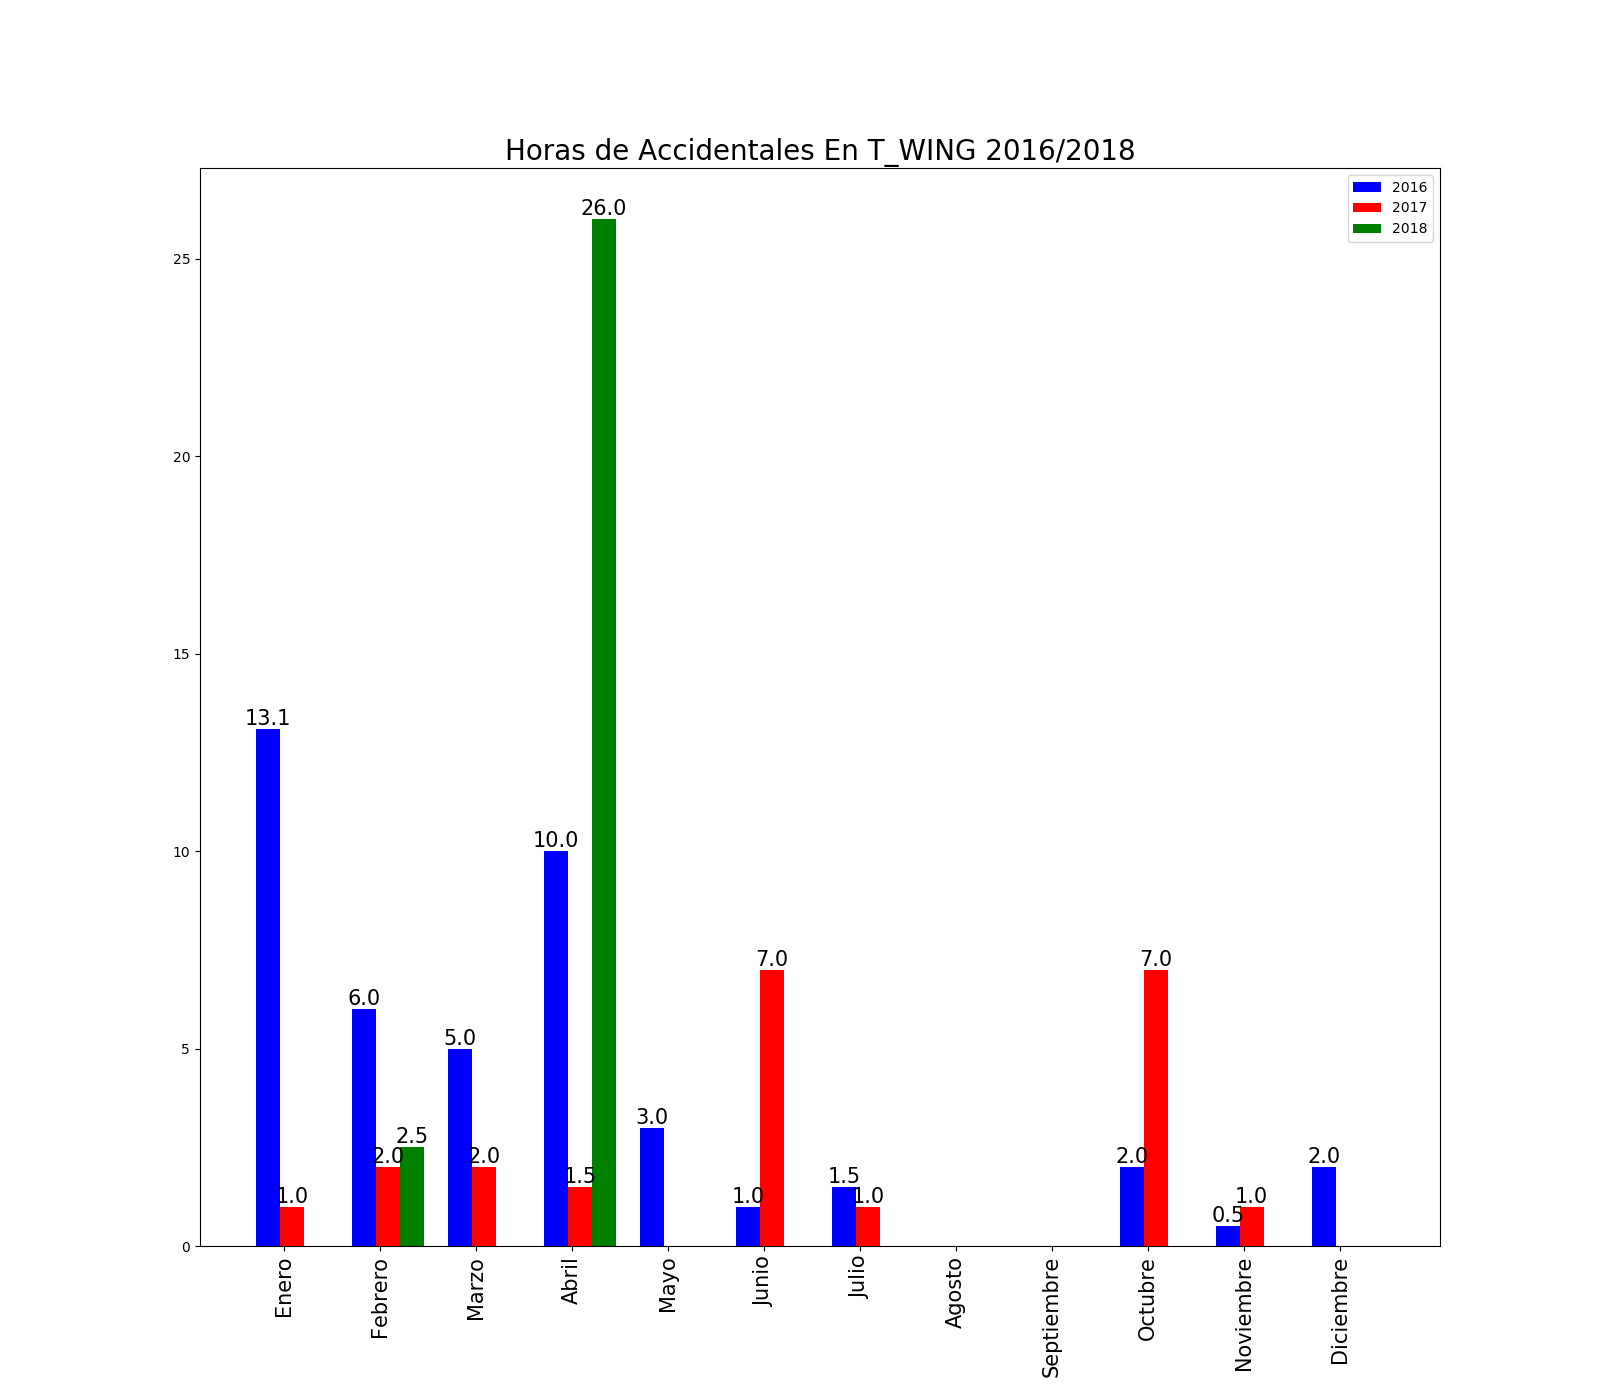 Horas de Accidentales En T_WING 2016/2018
2016
2017
2018
25
20
15
10
5
0
13.1
1.0
6.0
2.0
2.5
5.0
2.0
10.0
1.5
26.0
3.0
1.0
7.0
1.5
1.0
2.0
7.0
0.5
1.0
2.0
Enero
Febrero
Marzo
Abril
Mayo
Junio
Julio
Agosto
Septiembre
Octubre
Noviembre
Diciembre